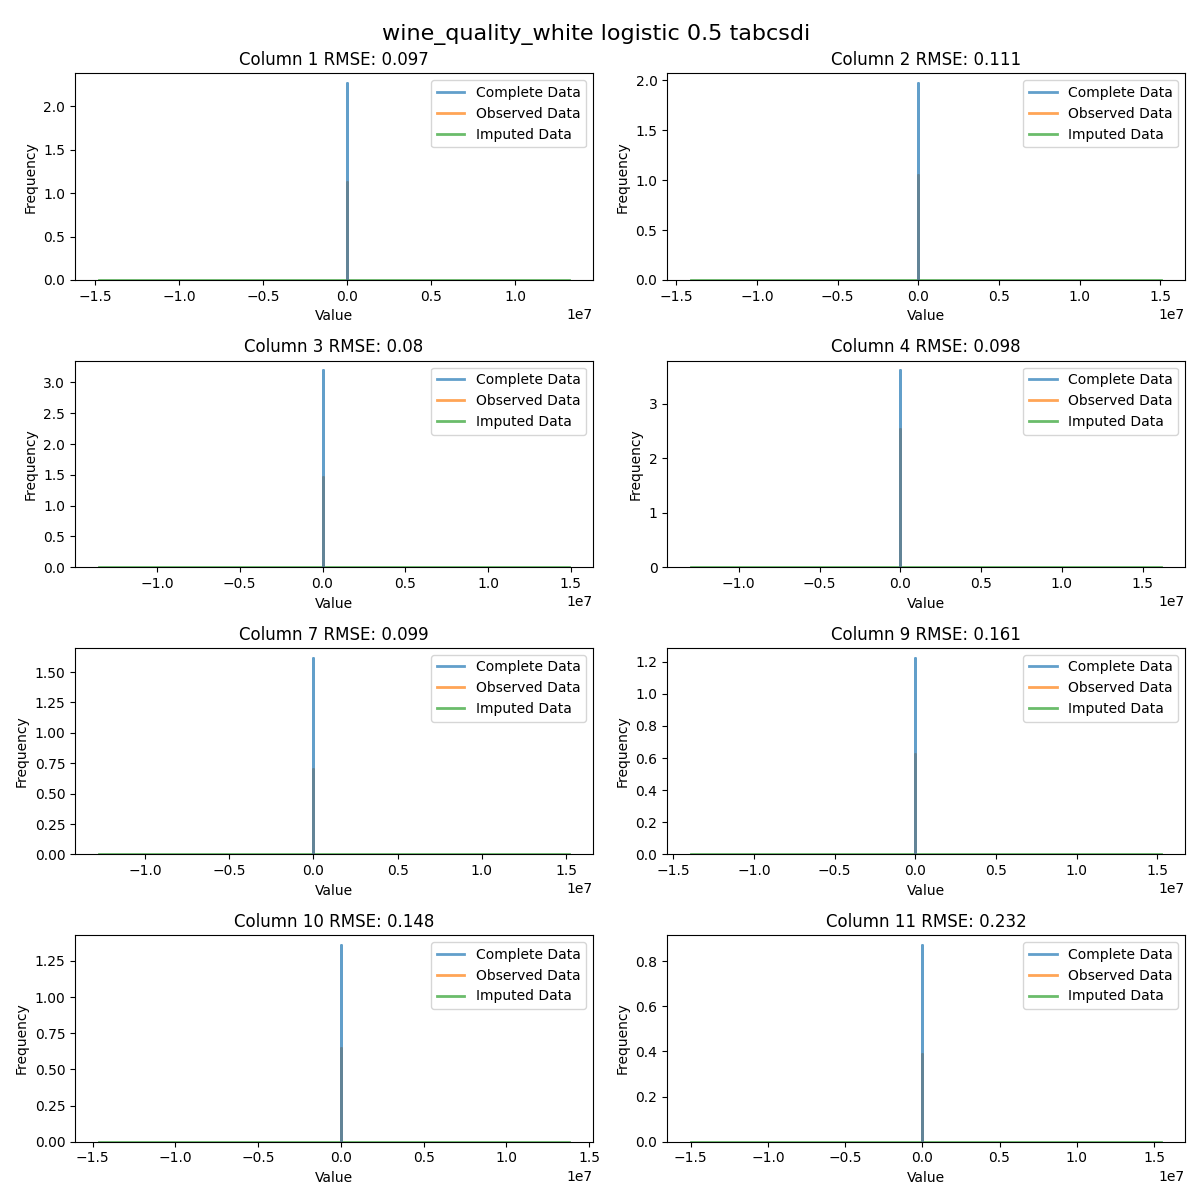 wine_quality_white logistic 0.5 tabcsdi
Column 1 RMSE: 0.097
Complete Data
Observed Data
Imputed Data
Frequency
2.0
1.5
1.0
0.5
0.0
−1.5 −1.0 −0.5 0.0 0.5 1.0
1e7
Value
Column 2 RMSE: 0.111
Complete Data
Observed Data
Imputed Data
Frequency
2.0
1.5
1.0
0.5
0.0
−1.5 −1.0 −0.5 0.0 0.5 1.0 1.5
1e7
Value
Column 3 RMSE: 0.08
Complete Data
Observed Data
Imputed Data
Frequency
3.0
2.5
2.0
1.5
1.0
0.5
0.0
−1.0 −0.5 0.0 0.5 1.0 1.5
1e7
Value
Column 4 RMSE: 0.098
Complete Data
Observed Data
Imputed Data
Frequency
3
2
1
0
−1.0 −0.5 0.0 0.5 1.0 1.5
1e7
Value
Column 7 RMSE: 0.099
Complete Data
Observed Data
Imputed Data
Frequency
1.50
1.25
1.00
0.75
0.50
0.25
0.00
−1.0 −0.5 0.0 0.5 1.0 1.5
1e7
Value
Column 9 RMSE: 0.161
Complete Data
Observed Data
Imputed Data
Frequency
1.2
1.0
0.8
0.6
0.4
0.2
0.0
−1.5 −1.0 −0.5 0.0 0.5 1.0 1.5
1e7
Value
Column 10 RMSE: 0.148
Complete Data
Observed Data
Imputed Data
Frequency
1.25
1.00
0.75
0.50
0.25
0.00
−1.5 −1.0 −0.5 0.0 0.5 1.0 1.5
1e7
Value
Column 11 RMSE: 0.232
Complete Data
Observed Data
Imputed Data
Frequency
0.8
0.6
0.4
0.2
0.0
−1.5 −1.0 −0.5 0.0 0.5 1.0 1.5
1e7
Value